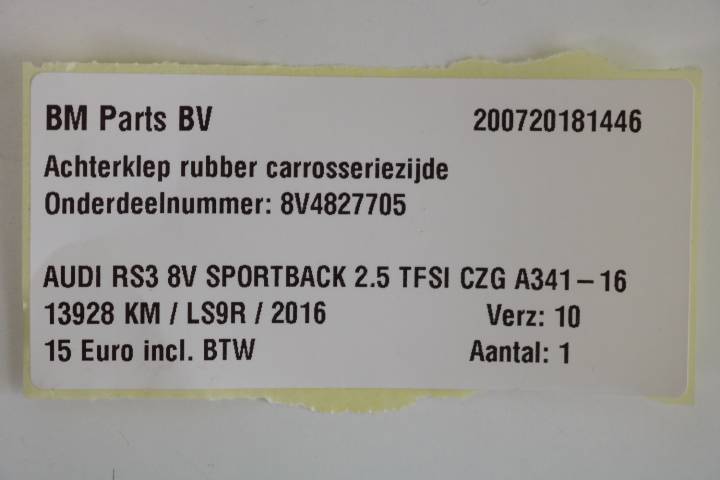 BM Parts BV 200720181446
Achterklep rubber carrosseriezijde
Onderdeelnummer: 8V4827705
AUDI RS3 8V SPORTBACK 2.5 TFSI CZG A341-16
13928 KM / LS9R / 2016 Verz: 10
15 Euro incl. BTW Aantal: 1